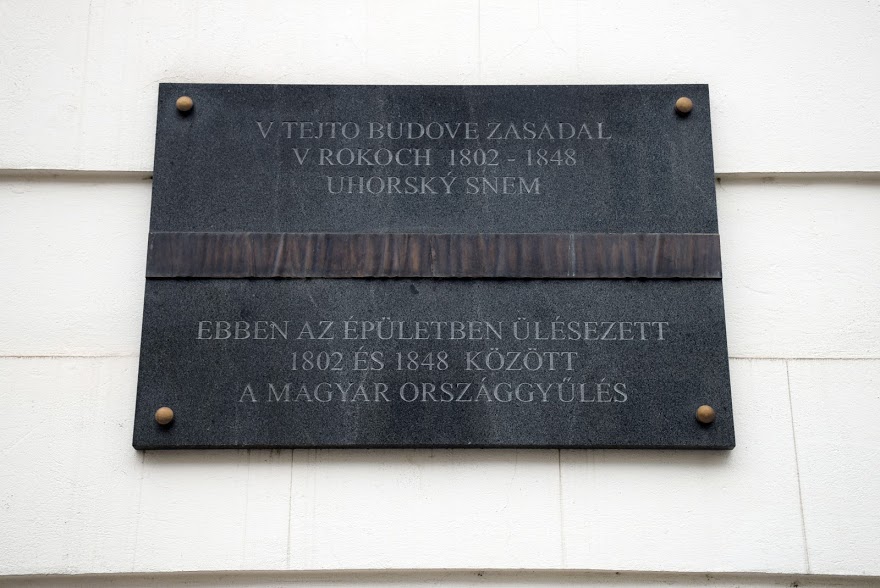 V TEJTO BUDOVE ZASADAL
V ROKOCH 1802 - 1848
UHORSKÝ SNEM
EBBEN AZ ÉPÜLETBEN ÜLÉSEZETT
1802 ÉS 1848 KÖZÖTT
A MAGYAR ORSZÁGGYŰLÉS